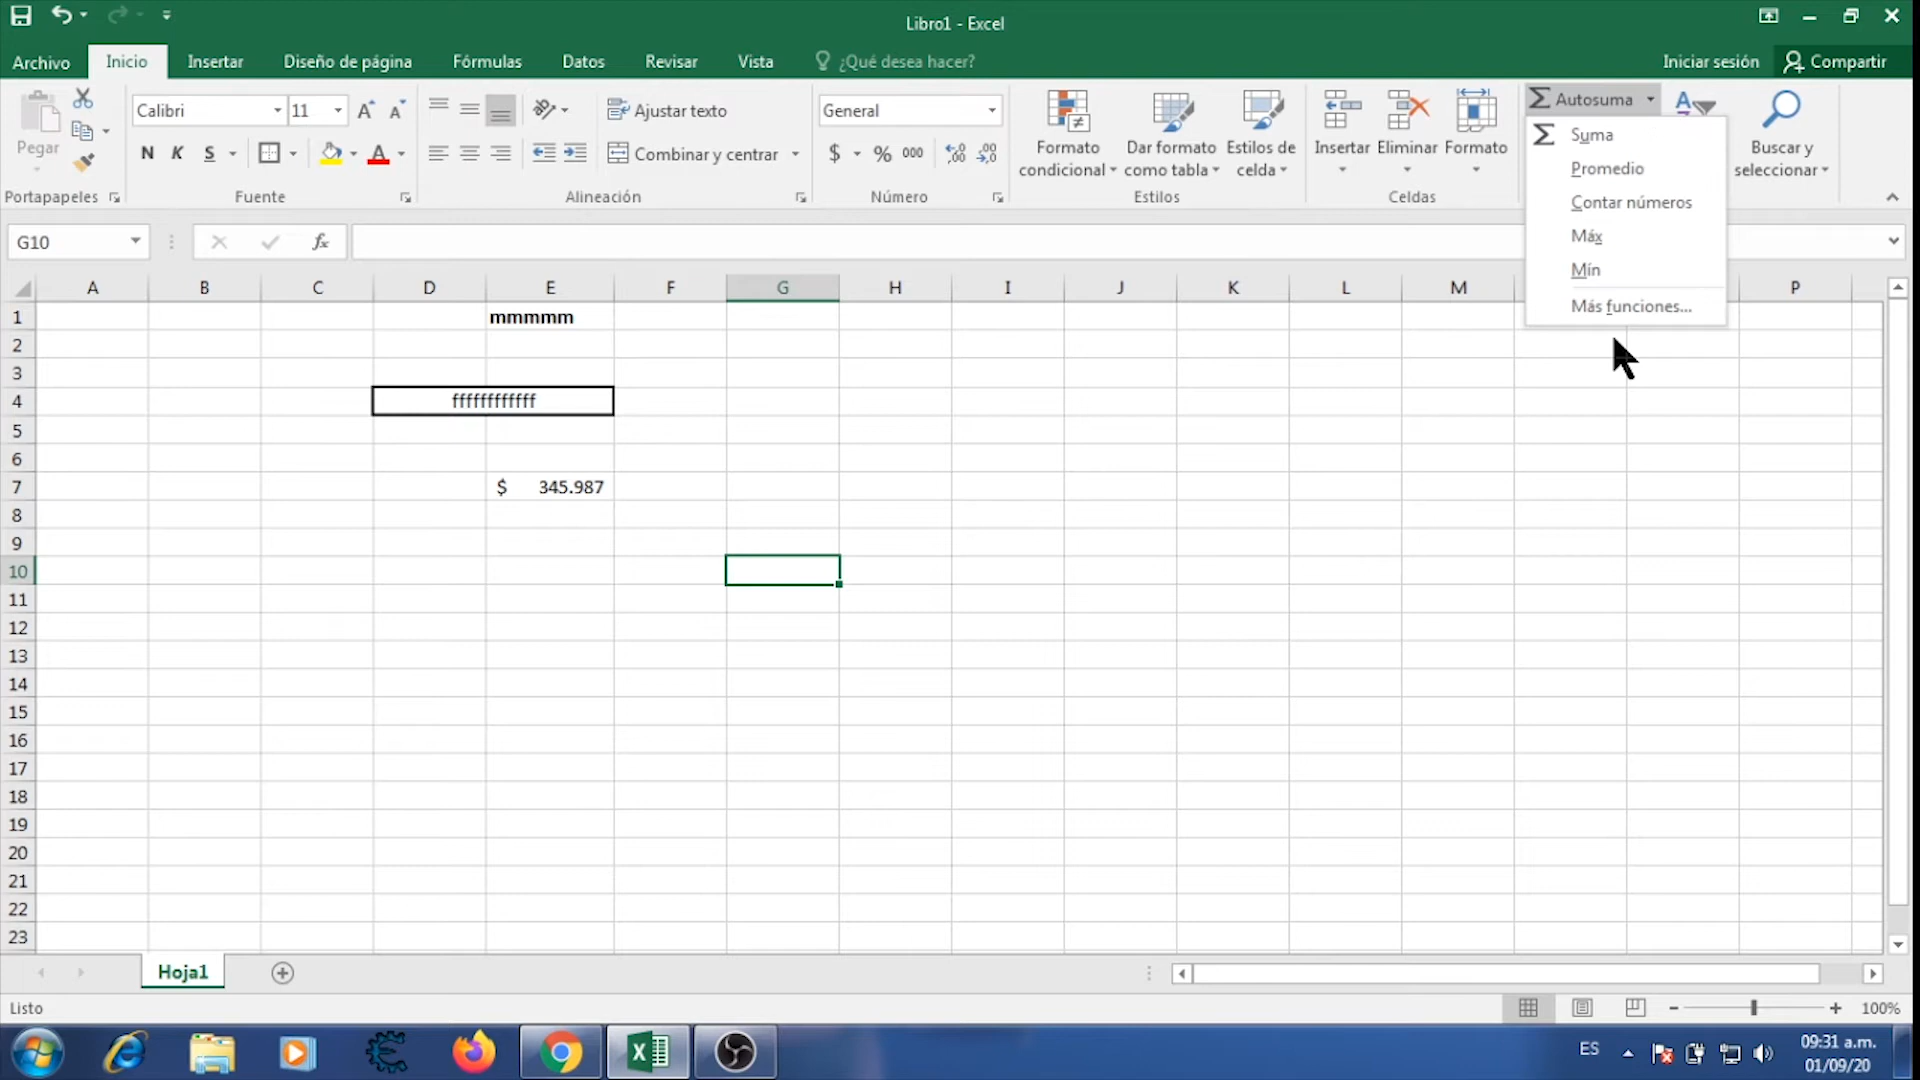 Libro1 - Excel
Archivo Inicio Insertar Diseño de página Fórmulas Datos Revisar Vista ¿Qué desea hacer? Iniciar sesión Compartir
Pegar
Portapapeles
Calibri 11
N K S
Fuente
Ajustar texto
Combinar y centrar
Alineación
General
$ % 000
Número
Formato condicional
Dar formato como tabla
Estilos de celda
Estilos
Insertar Eliminar Formato
Celdas
Autosuma
Suma
Promedio
Contar números
Máx
Mín
Más funciones...
Buscar y seleccionar
G10 fx
A B C D E F G H I J K L M P
1 mmmmm
2
3
4 ffffffffffff
5
6
7 $ 345.987
8
9
10
11
12
13
14
15
16
17
18
19
20
21
22
23
Hoja1
Listo 100%
ES 09:31 a.m.
01/09/20